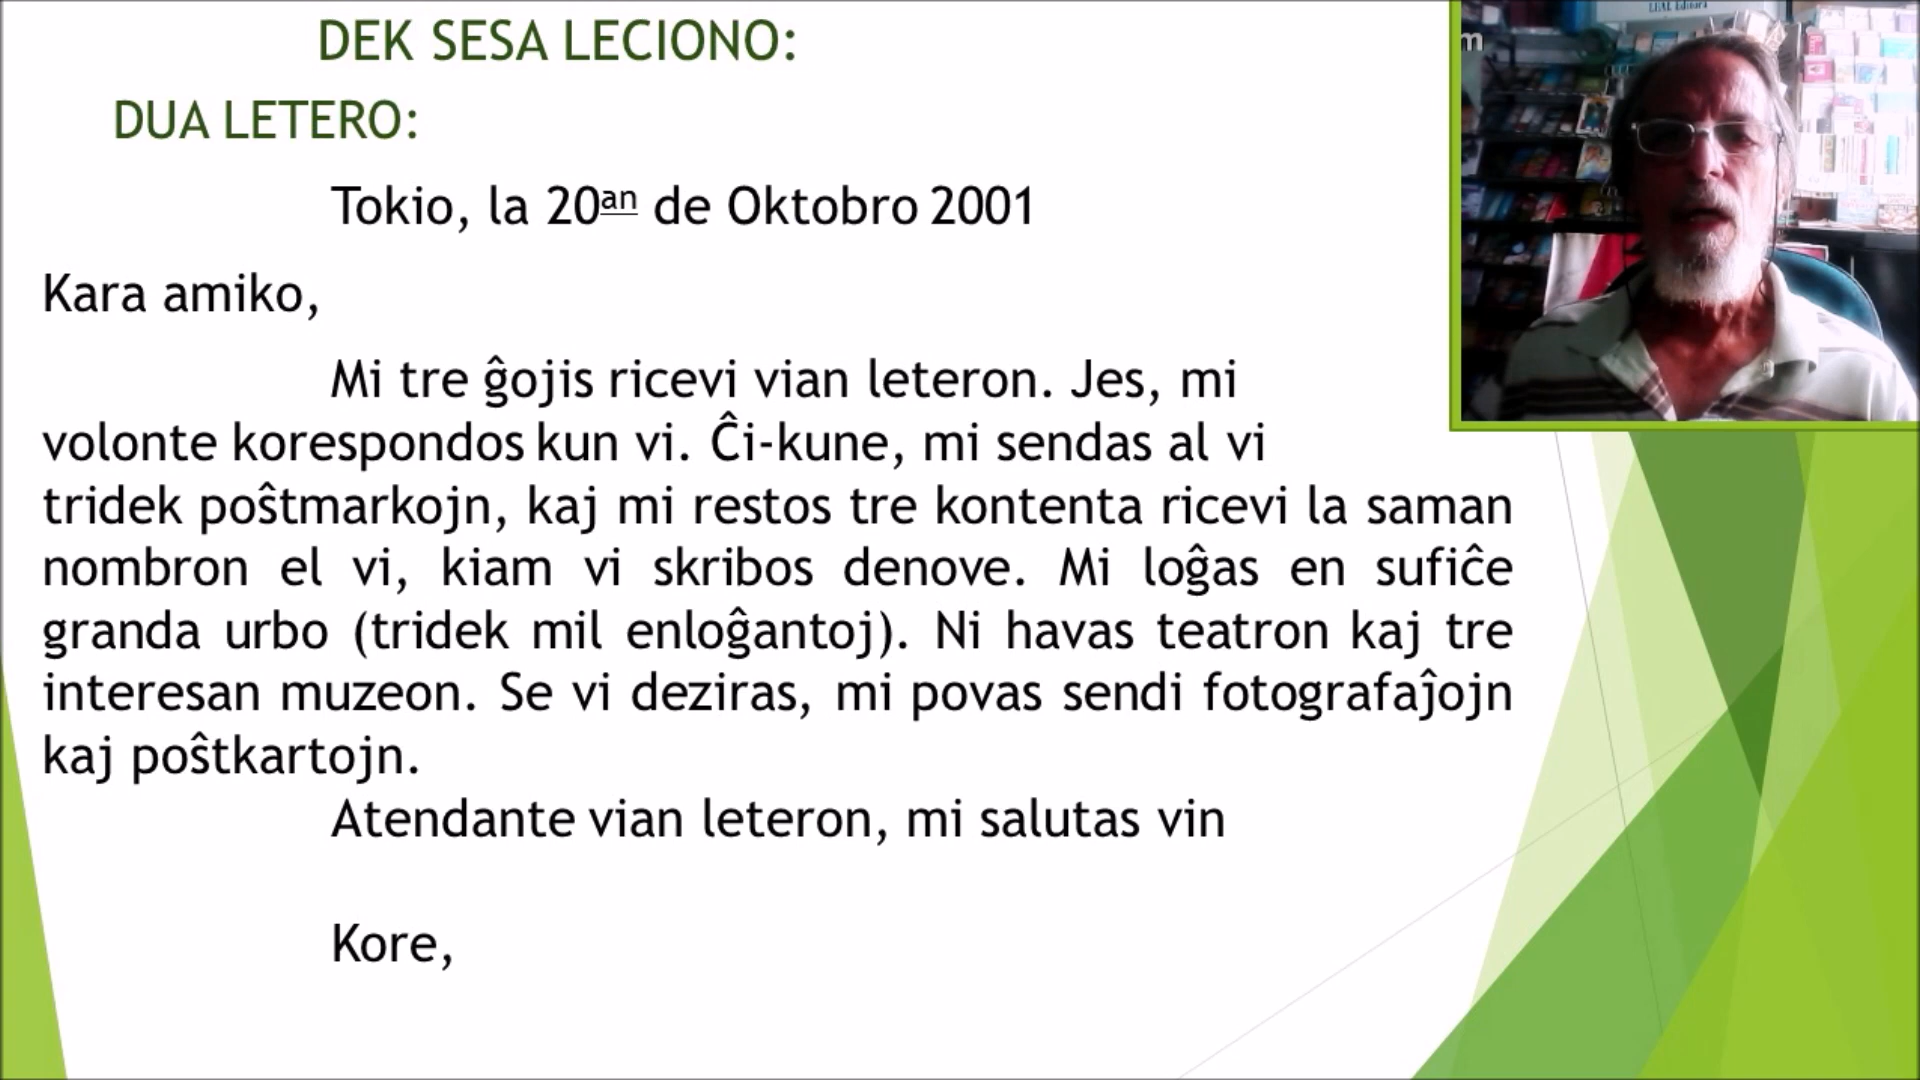 DEK SESA LECIONO:
DUA LETERO:
Tokio, la 20an de Oktobro 2001
Kara amiko,
Mi tre ĝojis ricevi vian leteron. Jes, mi
volonte korespondos kun vi. Ĉi-kune, mi sendas al vi
tridek poŝtmarkojn, kaj mi restos tre kontenta ricevi la saman
nombron el vi, kiam vi skribos denove. Mi loĝas en sufiĉe
granda urbo (tridek mil enloĝantoj). Ni havas teatron kaj tre
interesan muzeon. Se vi deziras, mi povas sendi fotografaĵojn
kaj poŝtkartojn.
Atendante vian leteron, mi salutas vin
Kore,
LEAL Editora
m